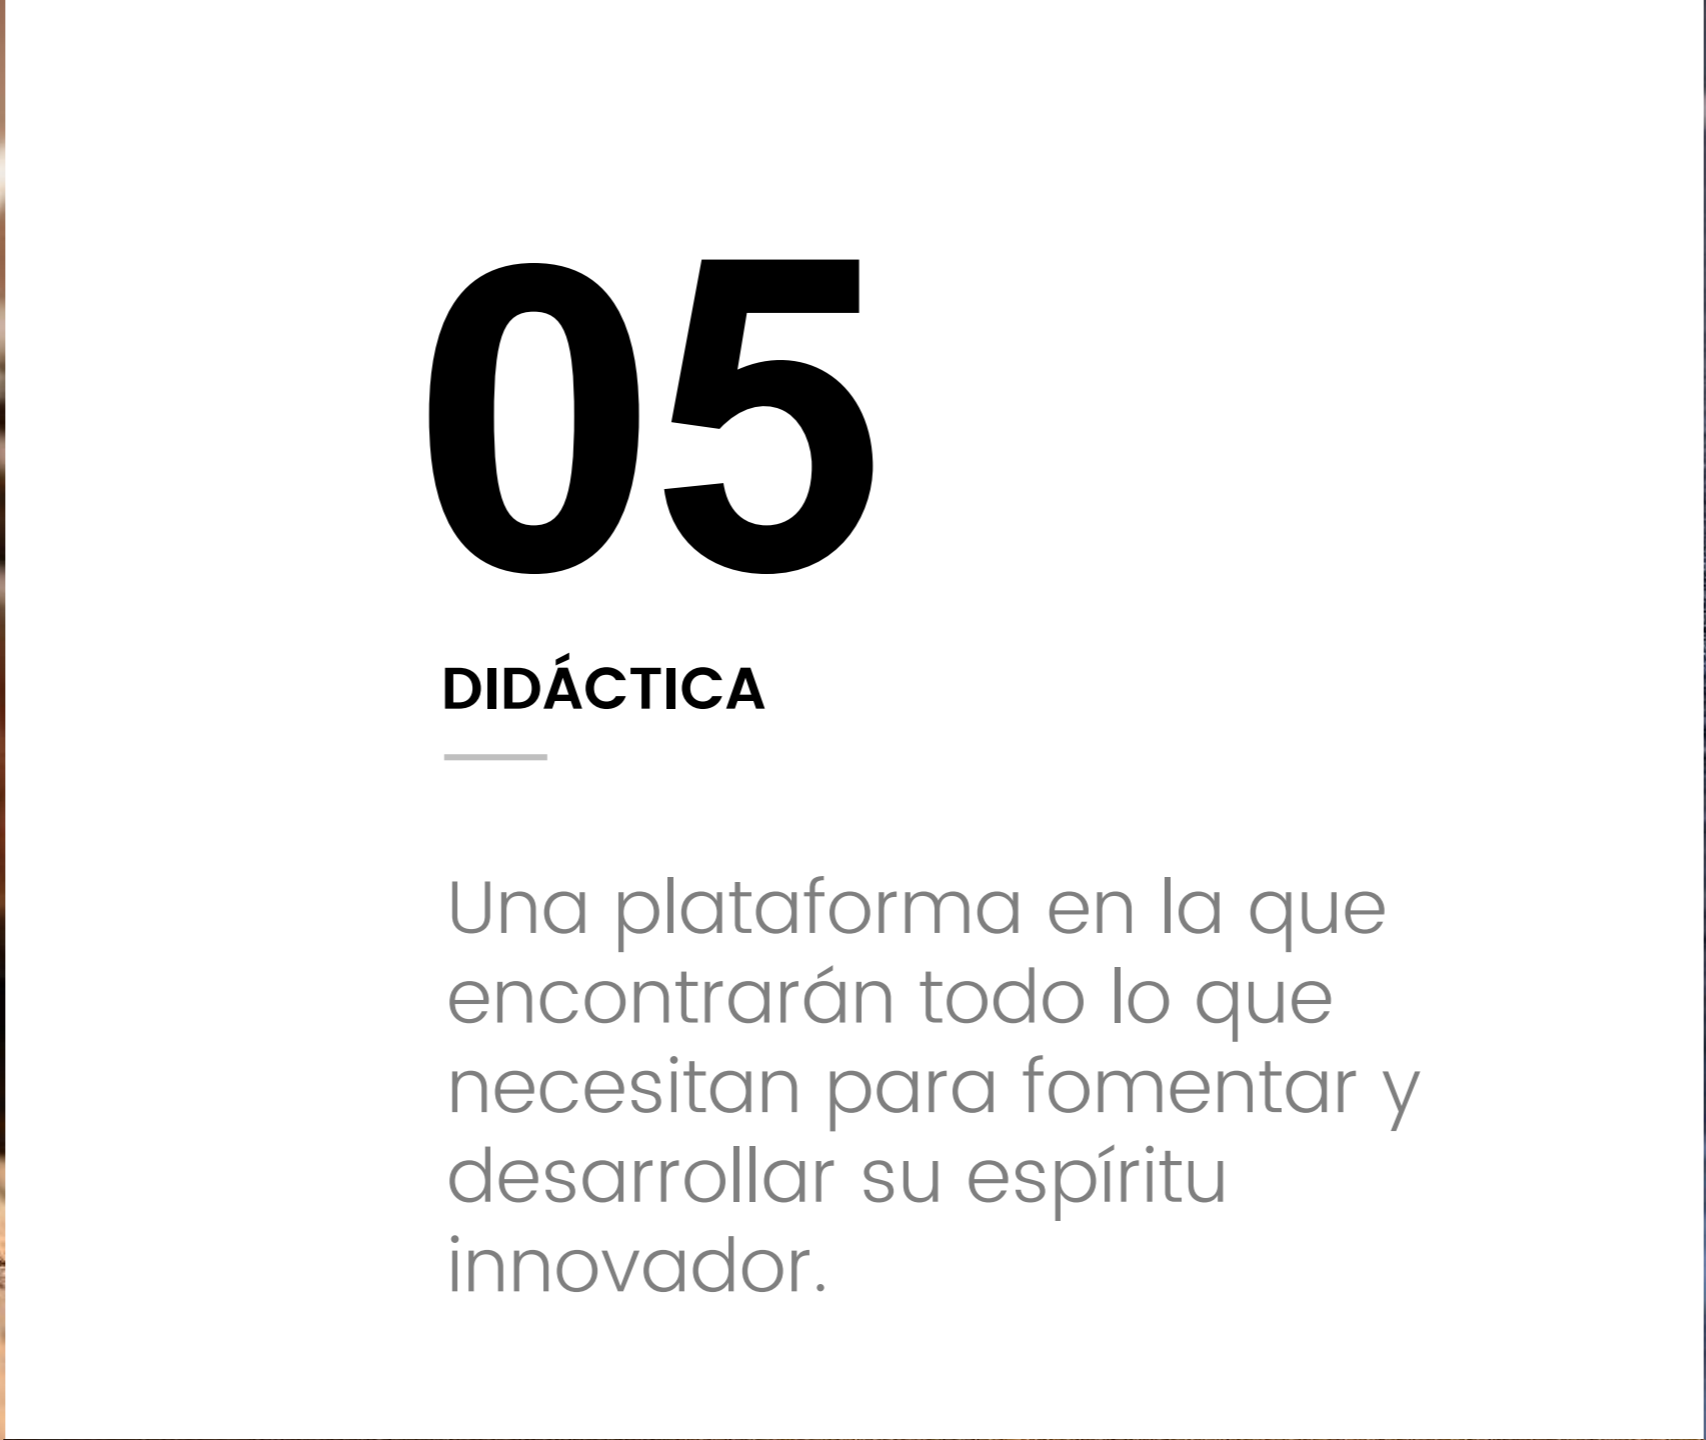 05
DIDÁCTICA
Una plataforma en la que
encontrarán todo lo que
necesitan para fomentar y
desarrollar su espíritu
innovador.